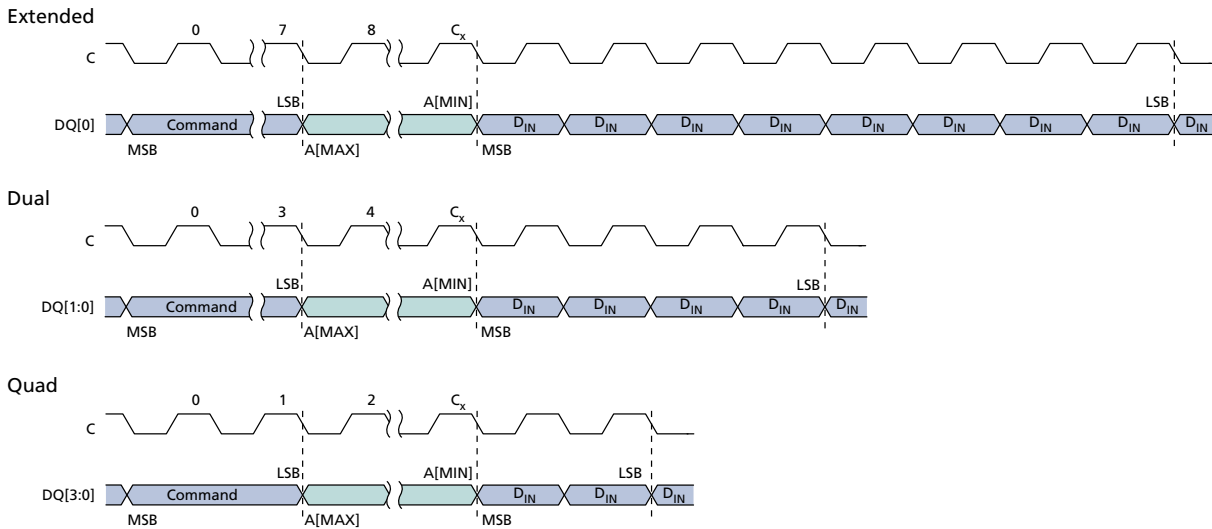 Extended
0 7 8 Cx
C
LSB A[MIN] LSB
DQ[0] Command DIN DIN DIN DIN DIN DIN DIN DIN DIN
MSB A[MAX] MSB
Dual
0 3 4 Cx
C
LSB A[MIN] LSB
DQ[1:0] Command DIN DIN DIN DIN DIN
MSB A[MAX] MSB
Quad
0 1 2 Cx
C
LSB A[MIN] LSB
DQ[3:0] Command DIN DIN DIN
MSB A[MAX] MSB